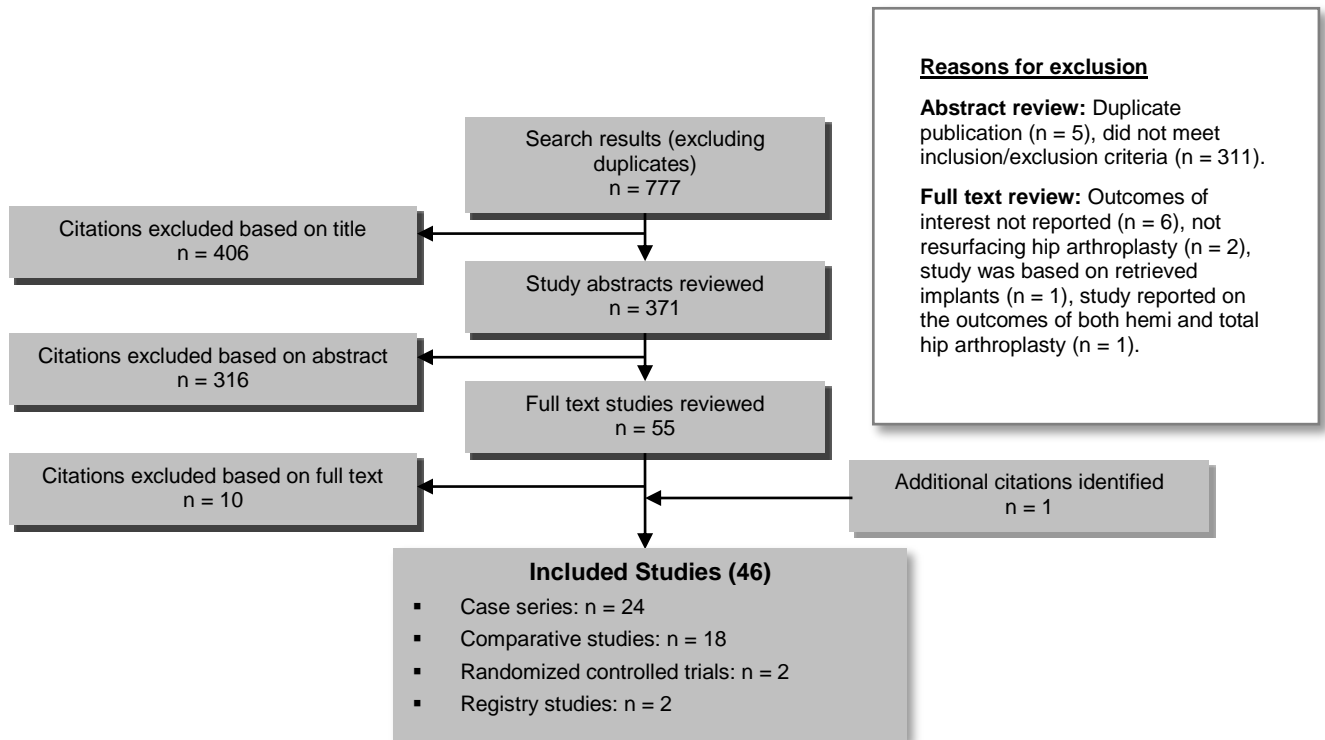 Search results (excluding
duplicates)
n = 777
Citations excluded based on title
n = 406
Study abstracts reviewed
n = 371
Citations excluded based on abstract
n = 316
Full text studies reviewed
n = 55
Citations excluded based on full text
n = 10
Additional citations identified
n = 1
Included Studies (46)
▪ Case series: n = 24
▪ Comparative studies: n = 18
▪ Randomized controlled trials: n = 2
▪ Registry studies: n = 2
Reasons for exclusion
Abstract review: Duplicate
publication (n = 5), did not meet
inclusion/exclusion criteria (n = 311).
Full text review: Outcomes of
interest not reported (n = 6), not
resurfacing hip arthroplasty (n = 2),
study was based on retrieved
implants (n = 1), study reported on
the outcomes of both hemi and total
hip arthroplasty (n = 1).